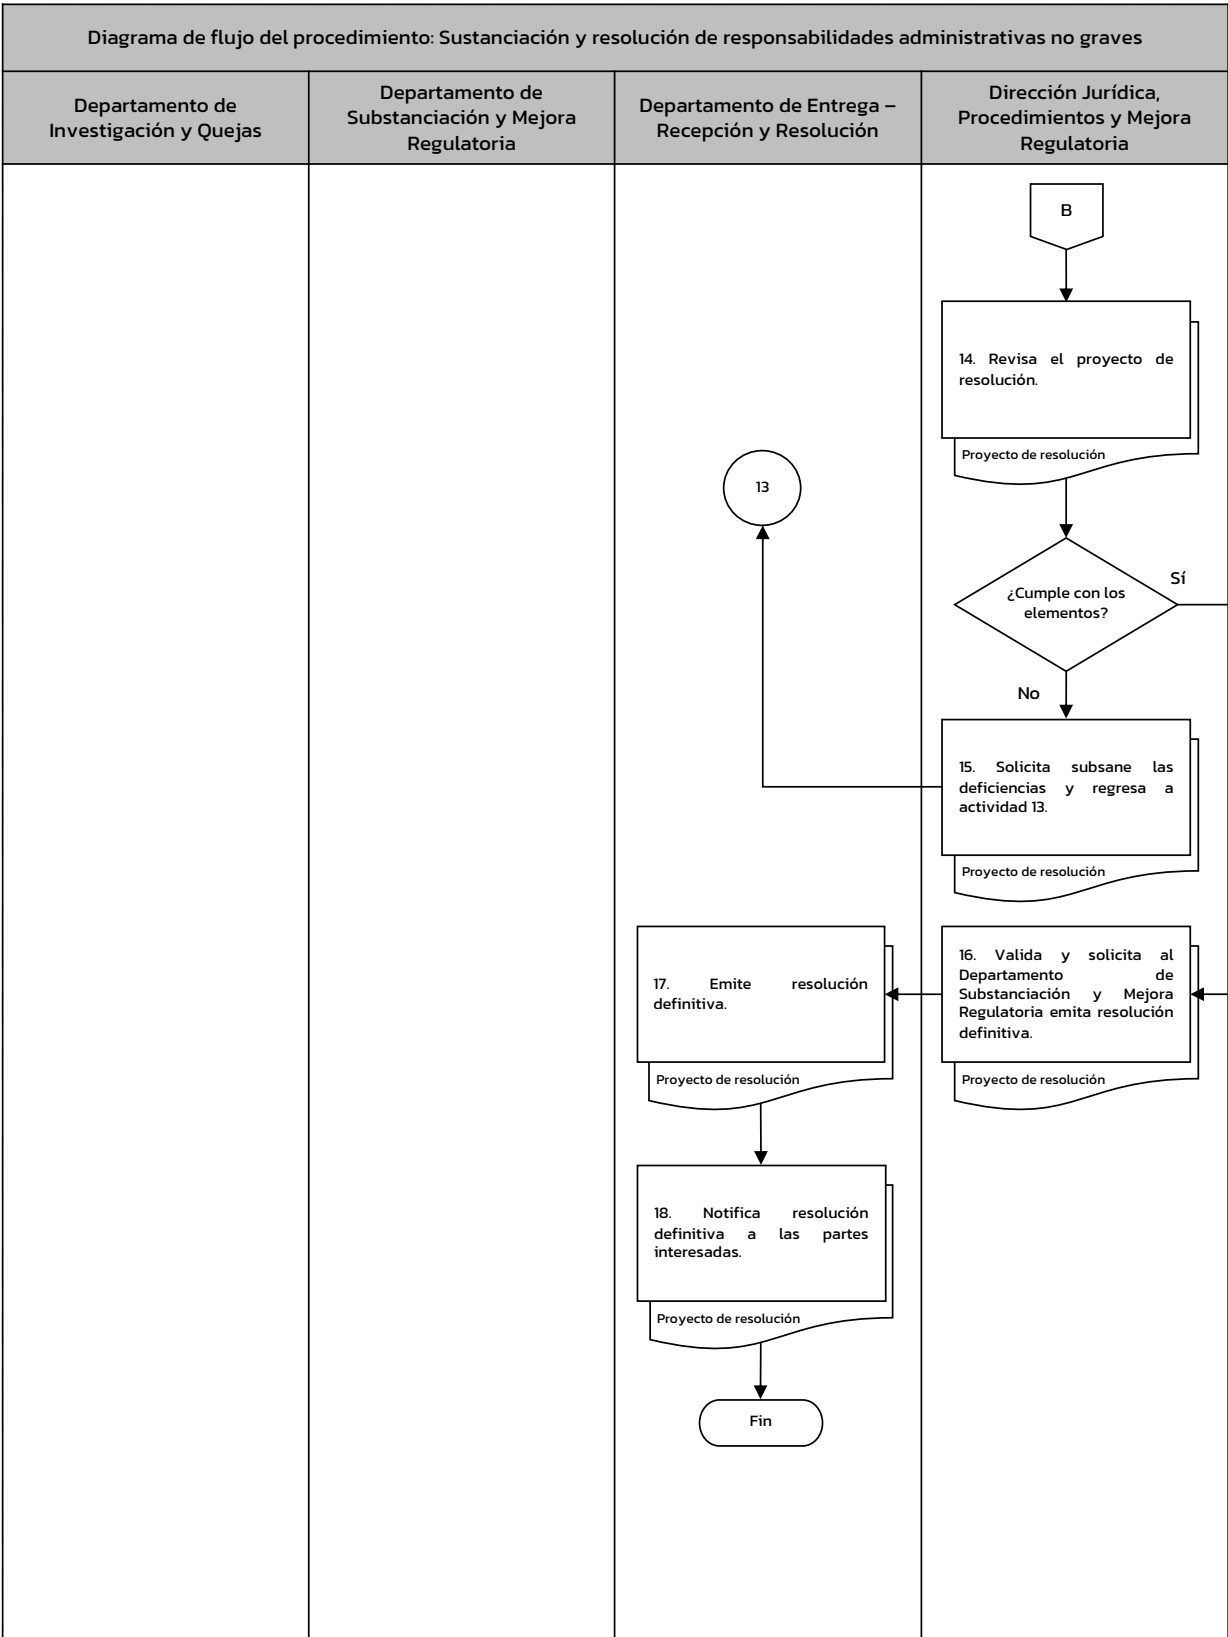 Diagrama de flujo del procedimiento: Sustanciación y resolución de responsabilidades administrativas no graves
Departamento de
Investigación y Quejas
Departamento de
Substanciación y Mejora
Regulatoria
Departamento de Entrega –
Recepción y Resolución
Dirección Jurídica,
Procedimientos y Mejora
Regulatoria
B
14. Revisa el proyecto de
resolución.
Proyecto de resolución
13
¿Cumple con los
elementos?
Sí
No
15. Solicita subsane las
deficiencias y regresa a
actividad 13.
Proyecto de resolución
16. Valida y solicita al
Departamento de
Substanciación y Mejora
Regulatoria emita resolución
definitiva.
Proyecto de resolución
17. Emite resolución
definitiva.
Proyecto de resolución
18. Notifica resolución
definitiva a las partes
interesadas.
Proyecto de resolución
Fin